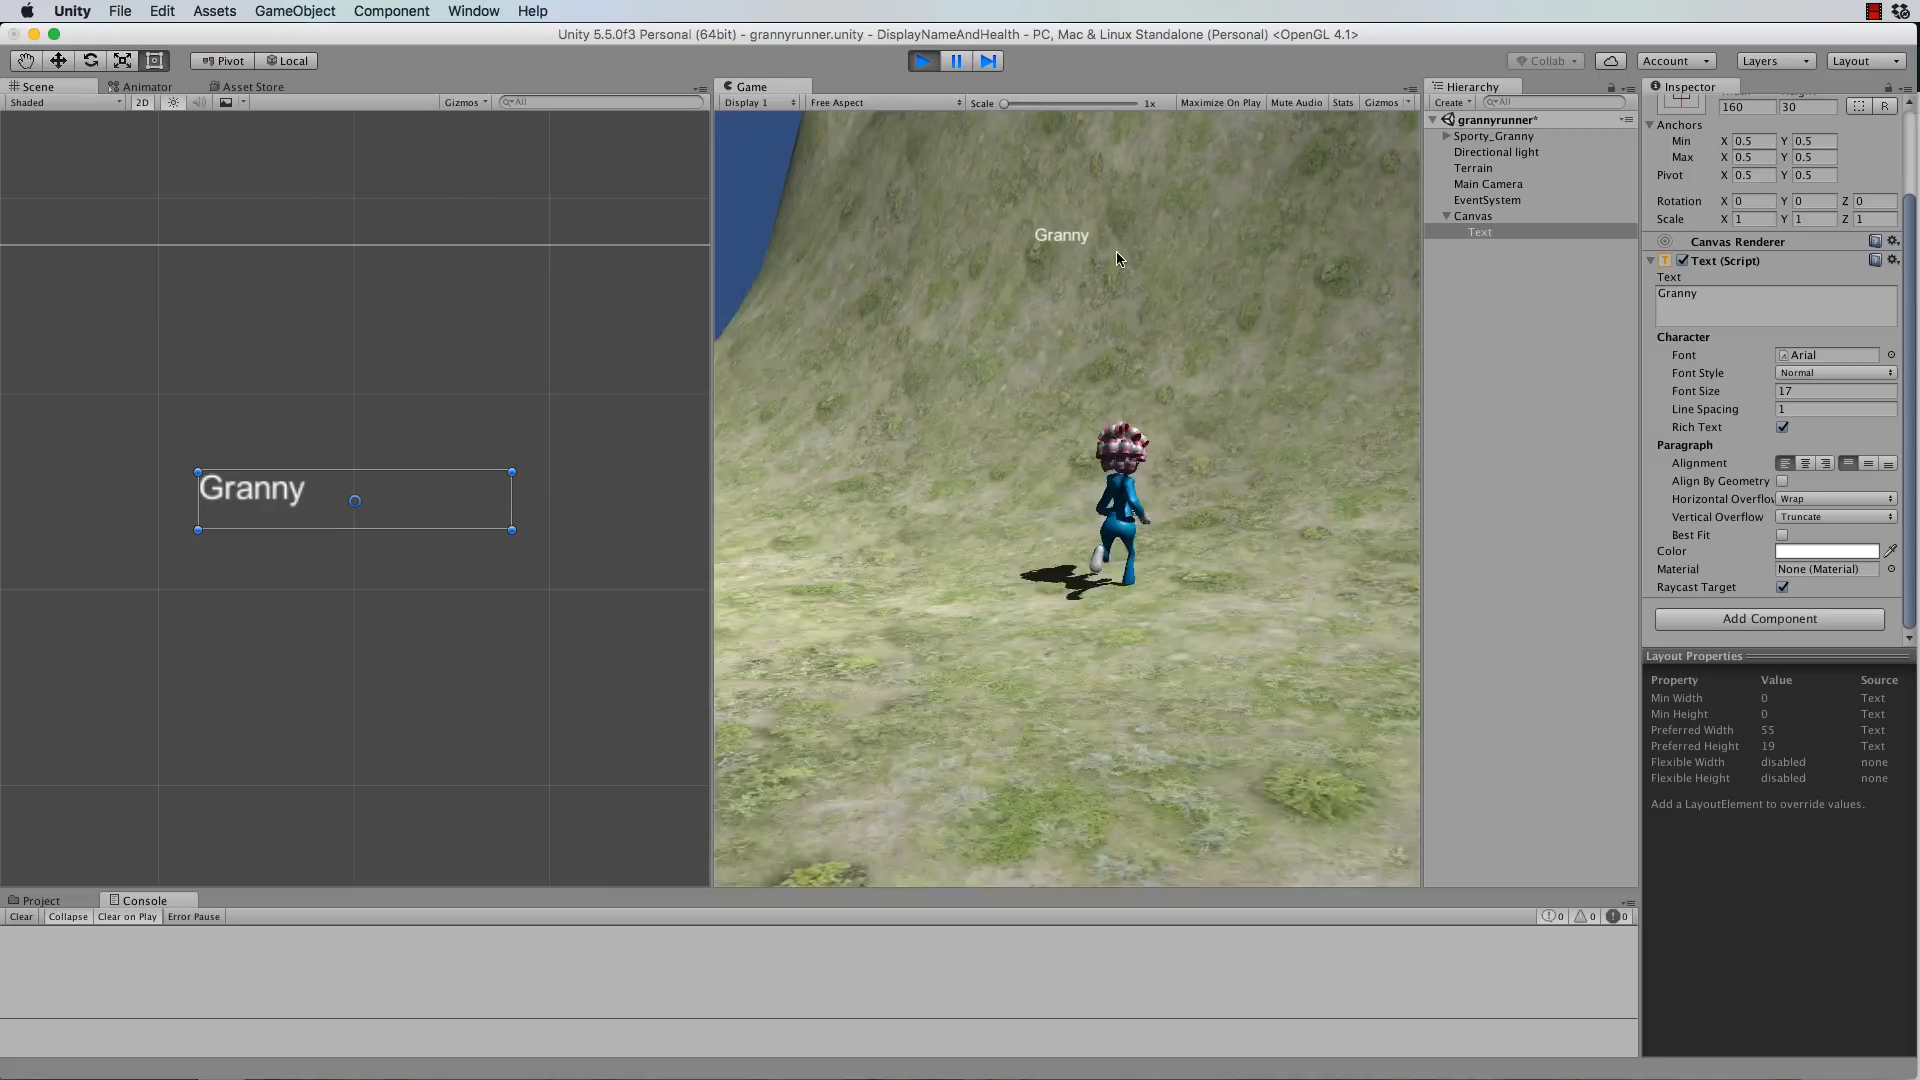 Unity File Edit Assets GameObject Component Window Help
Unity 5.5.0f3 Personal (64bit) - grannyrunner.unity - DisplayNameAndHealth - PC, Mac & Linux Standalone (Personal) <OpenGL 4.1>
Pivot Local Collab Account Layers Layout
Scene Animator Asset Store
Shaded 2D Gizmos All
Granny
Game
Display 1 Free Aspect Scale 1x Maximize On Play Mute Audio Stats Gizmos
Granny
Hierarchy
Create All
grannyrunner*
Sporty_Granny
Directional light
Terrain
Main Camera
EventSystem
Canvas
Text
Inspector
160 30 R
Anchors
Min X 0.5 Y 0.5
Max X 0.5 Y 0.5
Pivot X 0.5 Y 0.5
Rotation X 0 Y 0 Z 0
Scale X 1 Y 1 Z 1
Canvas Renderer
Text (Script)
Text
Granny
Character
Font Arial
Font Style Normal
Font Size 17
Line Spacing 1
Rich Text
Paragraph
Alignment
Align By Geometry
Horizontal Overflow Wrap
Vertical Overflow Truncate
Best Fit
Color
Material None (Material)
Raycast Target
Add Component
Layout Properties
Property Value Source
Min Width 0 Text
Min Height 0 Text
Preferred Width 55 Text
Preferred Height 19 Text
Flexible Width disabled none
Flexible Height disabled none
Add a LayoutElement to override values.
Project Console
Clear Collapse Clear on Play Error Pause 0 0 0